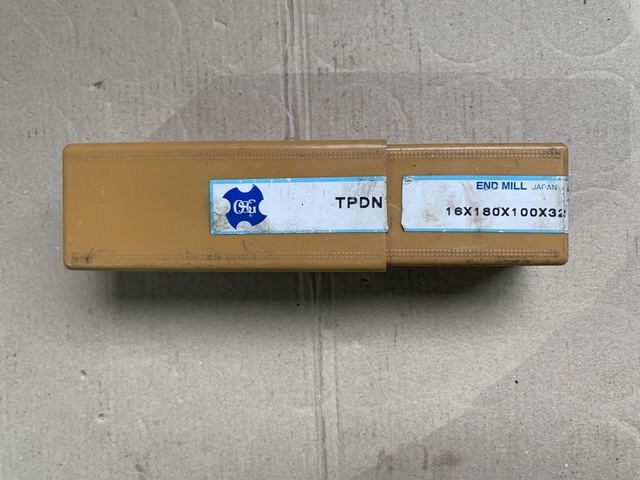 OSG
TPDN
END MILL JAPAN
16X180X100X32